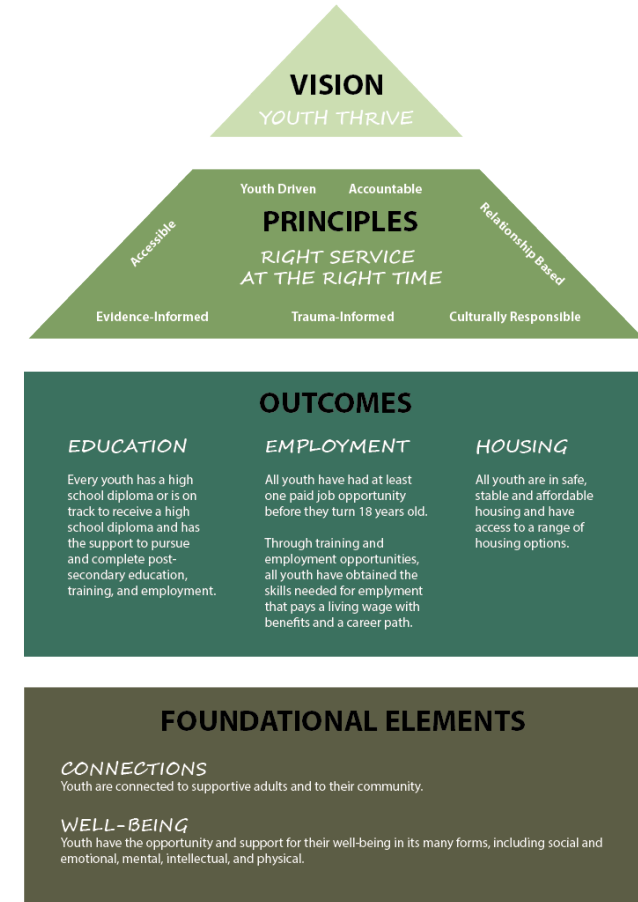 VISION
YOUTH THRIVE
Youth Driven
Accountable
Accessible
PRINCIPLES
Relationship Based
RIGHT SERVICE
AT THE RIGHT TIME
Evidence-Informed
Trauma-Informed
Culturally Responsible
OUTCOMES
EDUCATION
Every youth has a high
school diploma or is on
track to receive a high
school diploma and has
the support to pursue
and complete post-
secondary education,
training, and employment.
EMPLOYMENT
All youth have had at least
one paid job opportunity
before they turn 18 years old.
Through training and
employment opportunities,
all youth have obtained the
skills needed for emplyment
that pays a living wage with
benefits and a career path.
HOUSING
All youth are in safe,
stable and affordable
housing and have
access to a range of
housing options.
FOUNDATIONAL ELEMENTS
CONNECTIONS
Youth are connected to supportive adults and to their community.
WELL-BEING
Youth have the opportunity and support for their well-being in its many forms, including social and
emotional, mental, intellectual, and physical.